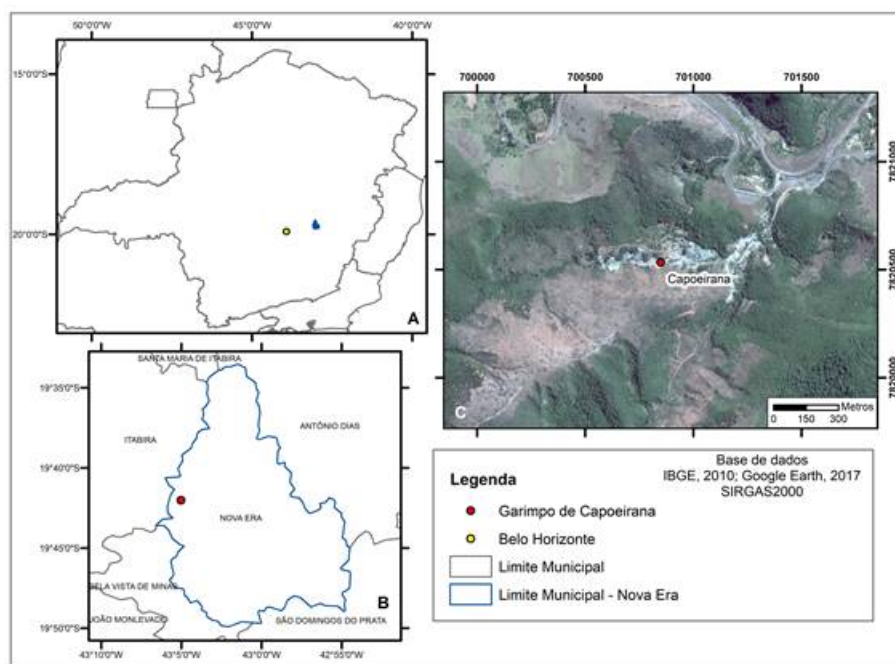 50°0'0"W 45°0'0"W 40°0'0"W
15°0'0"S
20°0'0"S
A
700000 700500 701000 701500
7821000
7820500
7820000
Capoeirana
C
0 150 300
Metros
SANTA MARIA DE ITABIRA
19°35'0"S
ANTÔNIO DIAS
ITABIRA
19°40'0"S
NOVA ERA
19°45'0"S
BELA VISTA DE MINAS
B
JOÃO MONLEVADO
SÃO DOMINGOS DO PRATA
19°50'0"S
43°10'0"W 43°5'0"W 43°0'0"W 42°55'0"W
Legenda
Base de dados
IBGE, 2010; Google Earth, 2017
SIRGAS2000
Garimpo de Capoeirana
Belo Horizonte
Limite Municipal
Limite Municipal - Nova Era